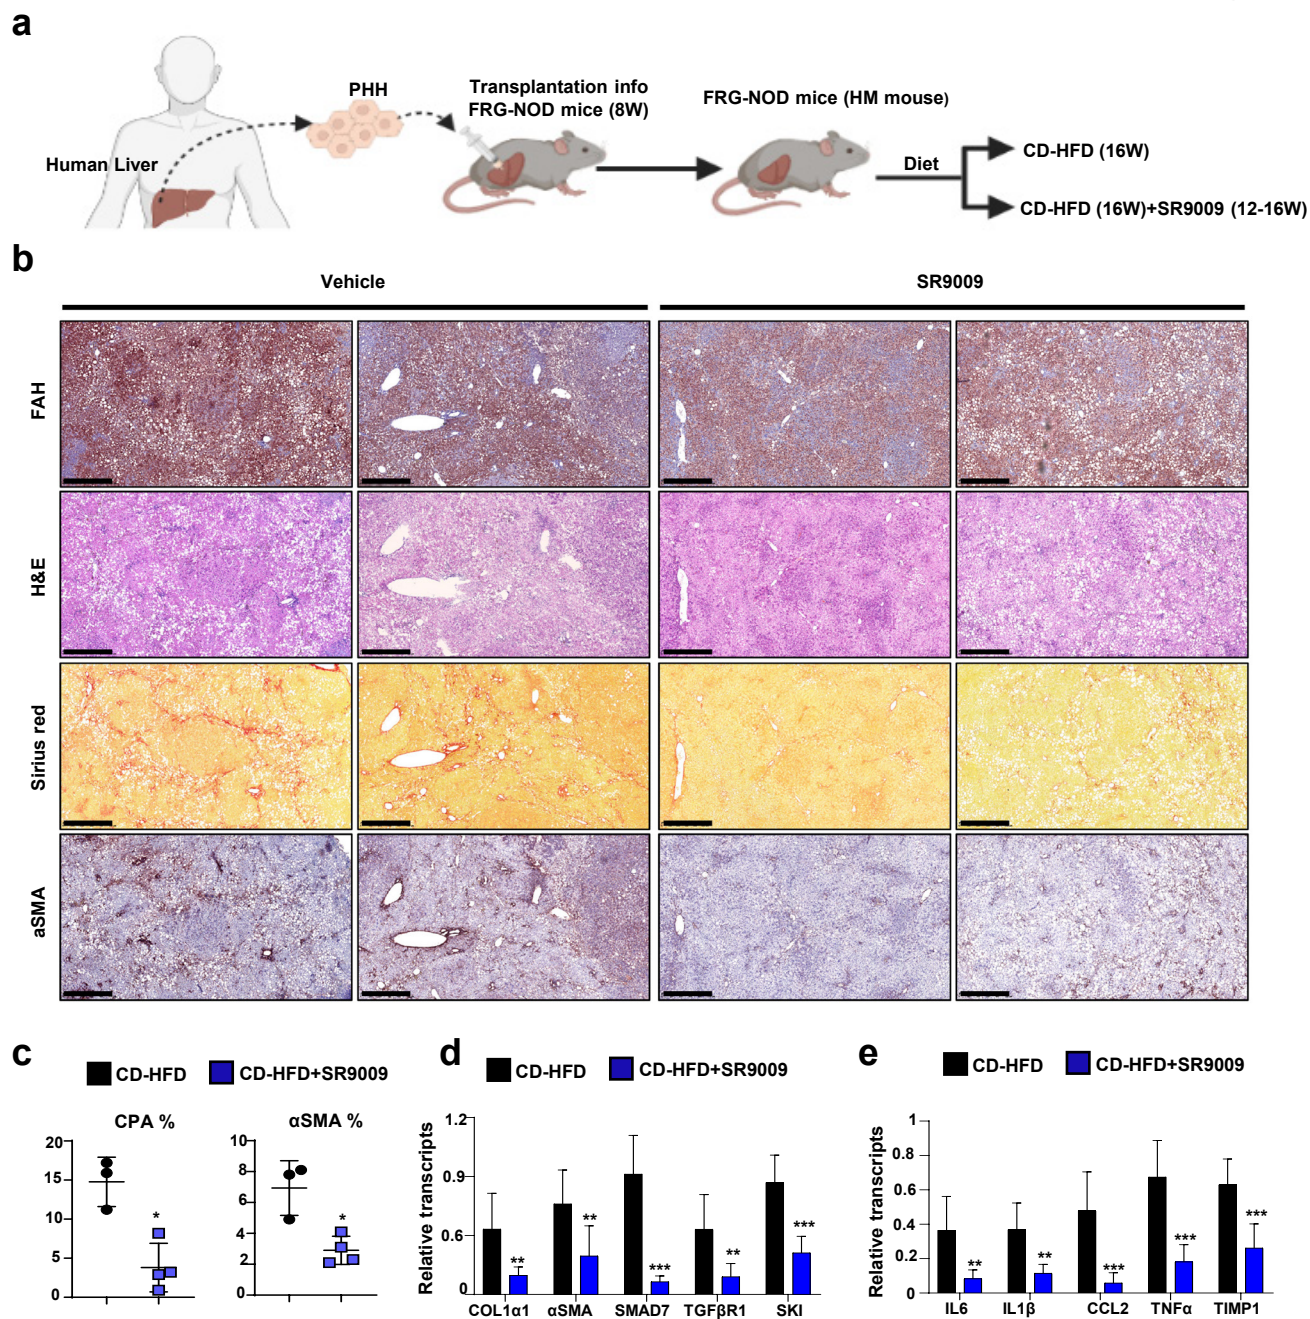 a
PHH
Transplantation info
FRG-NOD mice (8W)
FRG-NOD mice (HM mouse)
Human Liver
Diet
CD-HFD (16W)
CD-HFD (16W)+SR9009 (12-16W)
b
Vehicle
SR9009
FAH
H&E
Sirius red
aSMA
c
CD-HFD
CD-HFD+SR9009
CPA %
20
15
10
5
0
*
αSMA %
10
8
6
4
2
0
*
d
CD-HFD
CD-HFD+SR9009
Relative transcripts
1.2
0.9
0.6
0
**
**
***
**
***
COL1α1
αSMA
SMAD7
TGFβR1
SKI
e
CD-HFD
CD-HFD+SR9009
Relative transcripts
1
0.8
0.6
0.4
0.2
0
**
**
***
***
***
IL6
IL1β
CCL2
TNFα
TIMP1